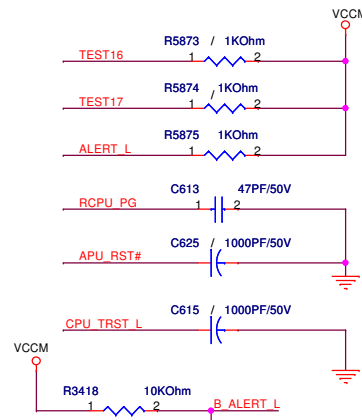 VCCM
R5873 / 1KOhm
TEST16 1 2
R5874 / 1KOhm
TEST17 1 2
R5875 1KOhm
ALERT_L 1 2
C613 47PF/50V
RCPU_PG 1 2
C625 / 1000PF/50V
APU_RST#
C615 / 1000PF/50V
CPU_TRST_L
VCCM
R3418 10KOhm
1 2 B_ALERT_L